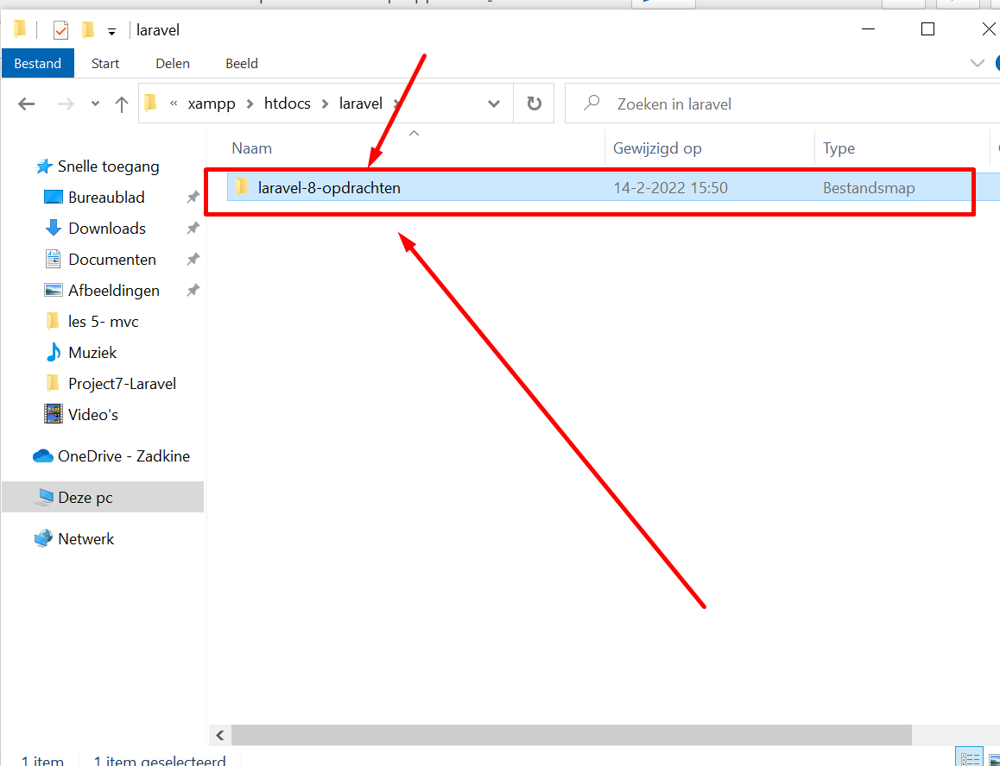 laravel
Bestand Start Delen Beeld
« xampp > htdocs > laravel > Zoeken in laravel
Naam Gewijzigd op Type
Snelle toegang
laravel-8-opdrachten 14-2-2022 15:50 Bestandsmap
Bureaublad
Downloads
Documenten
Afbeeldingen
les 5- mvc
Muziek
Project7-Laravel
Video's
OneDrive - Zadkine
Deze pc
Netwerk
1 item 1 item geselecteerd